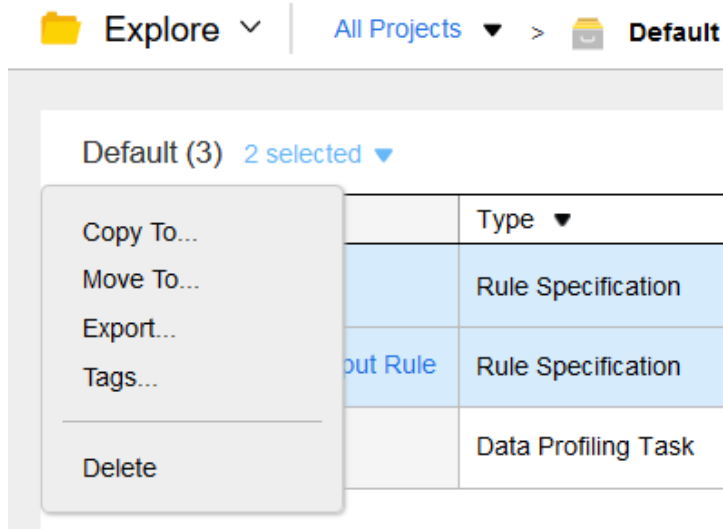 Explore All Projects > Default
Default (3) 2 selected
Type
Copy To...
Move To...
Rule Specification
Export...
put Rule Rule Specification
Tags...
Data Profiling Task
Delete